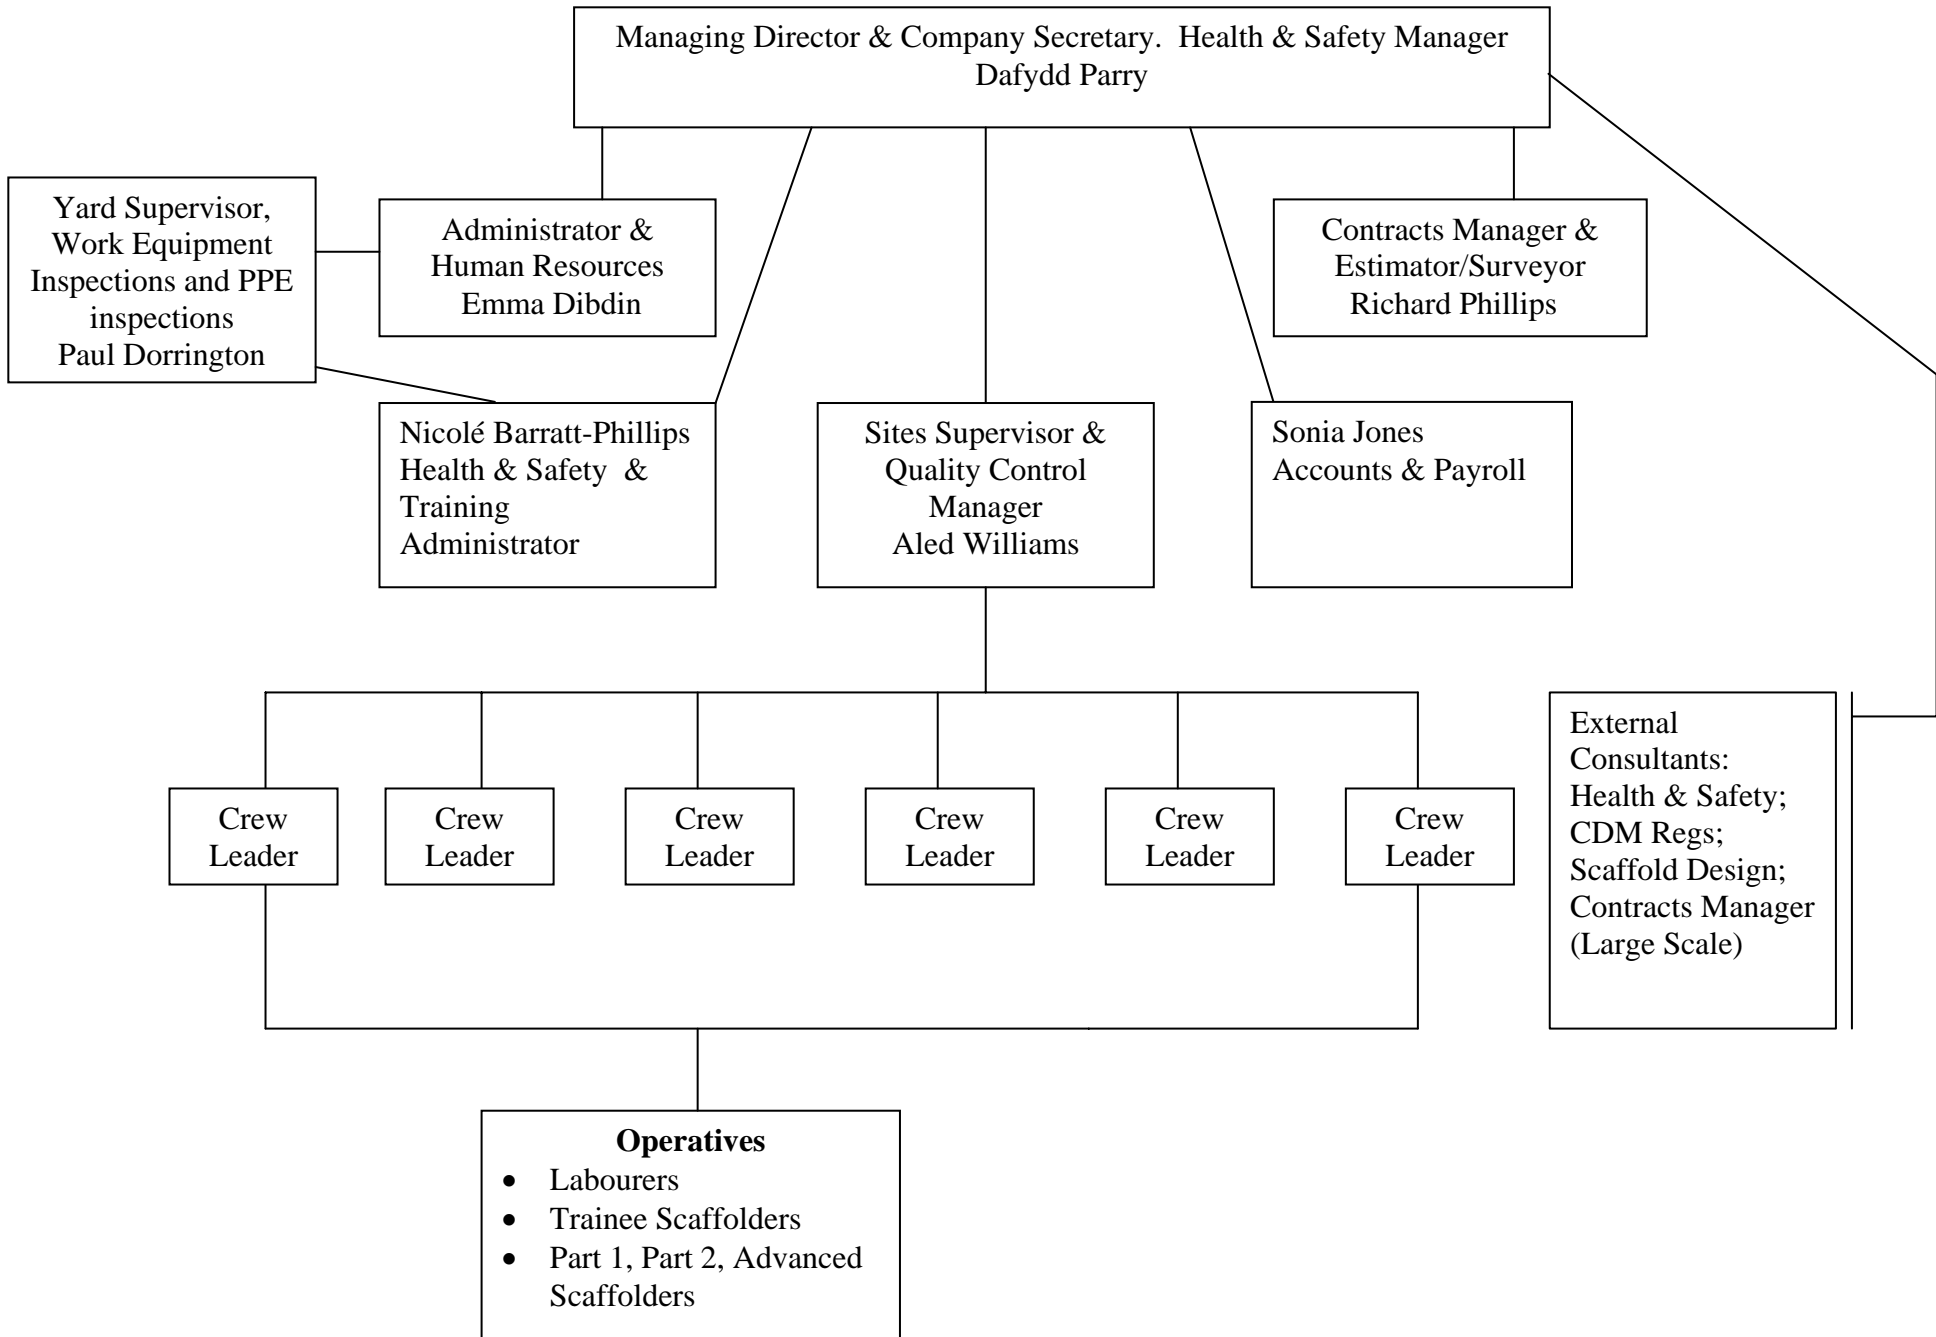 Managing Director & Company Secretary.  Health & Safety Manager
Dafydd Parry
Yard Supervisor,
Work Equipment
Inspections and PPE
inspections
Paul Dorrington
Administrator &
Human Resources
Emma Dibdin
Contracts Manager &
Estimator/Surveyor
Richard Phillips
Nicolé Barratt-Phillips
Health & Safety  &
Training
Administrator
Sites Supervisor &
Quality Control
Manager
Aled Williams
Sonia Jones
Accounts & Payroll
Crew
Leader
Crew
Leader
Crew
Leader
Crew
Leader
Crew
Leader
Crew
Leader
External
Consultants:
Health & Safety;
CDM Regs;
Scaffold Design;
Contracts Manager
(Large Scale)
Operatives
• Labourers
• Trainee Scaffolders
• Part 1, Part 2, Advanced
Scaffolders